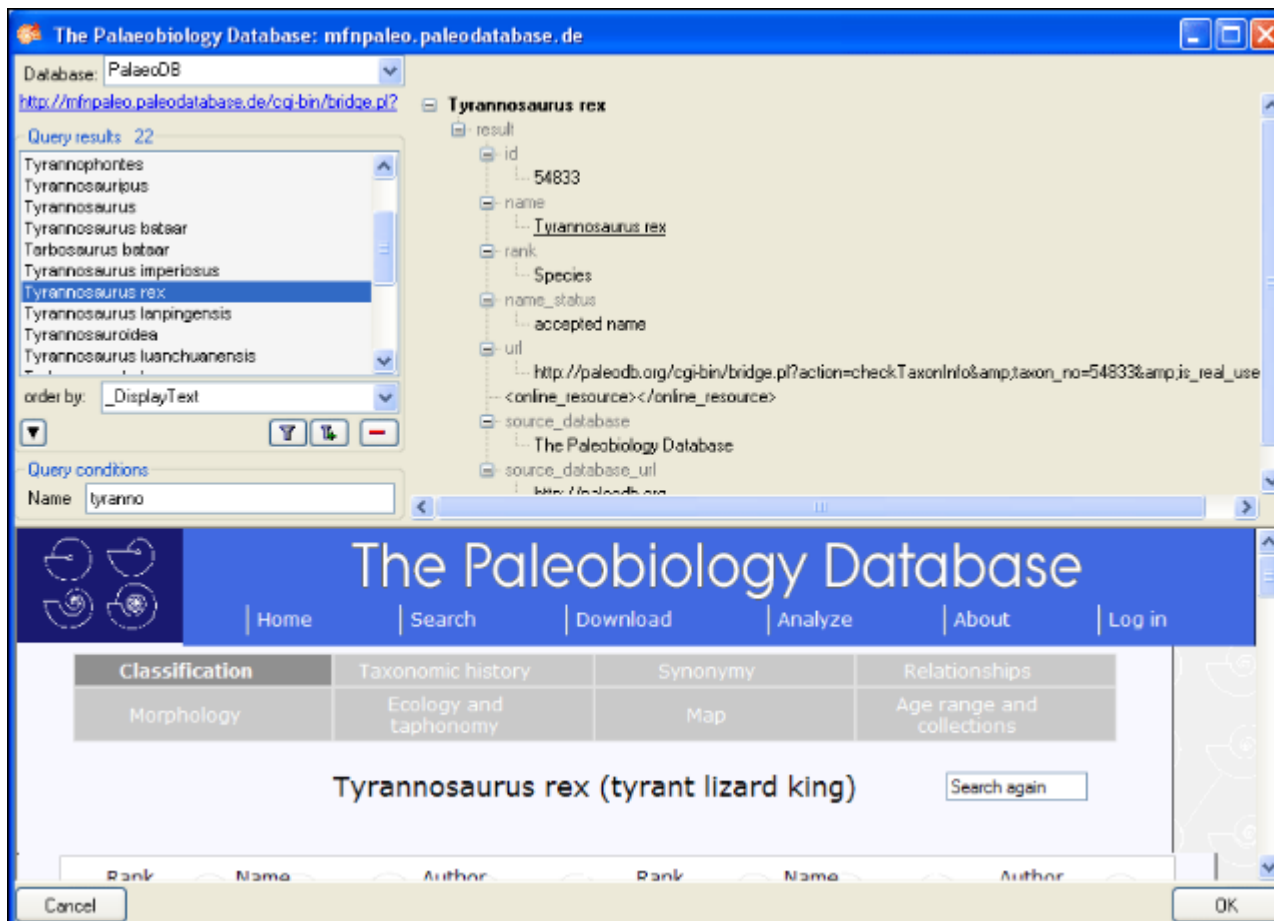 The Palaeobiology Database: mfnpaleo.paleodatabase.de
Database: PalaeoDB
http://mfnpaleo.paleodatabase.de/cgi-bin/bridge.pl?
Query results 22
Tyrannophontes
Tyrannosauripus
Tyrannosaurus
Tyrannosaurus bataar
Tarbosaurus bataar
Tyrannosaurus imperiosus
Tyrannosaurus rex
Tyrannosaurus lanpingensis
Tyrannosauroidea
Tyrannosaurus luanchuanensis
order by: _DisplayText
Query conditions
Name tyranno
Tyrannosaurus rex
result
id
54833
name
Tyrannosaurus rex
rank
Species
name_status
accepted name
url
http://paleodb.org/cgi-bin/bridge.pl?action=checkTaxonInfo&amp;taxon_no=54833&amp;is_real_use
<online_resource></online_resource>
source_database
The Paleobiology Database
source_database_url
http://paleodb.org
The Paleobiology Database
Home Search Download Analyze About Log in
Classification Taxonomic history Synonymy Relationships
Morphology Ecology and taphonomy Map Age range and collections
Tyrannosaurus rex (tyrant lizard king) Search again
Rank Name Author Rank Name Author
Cancel OK